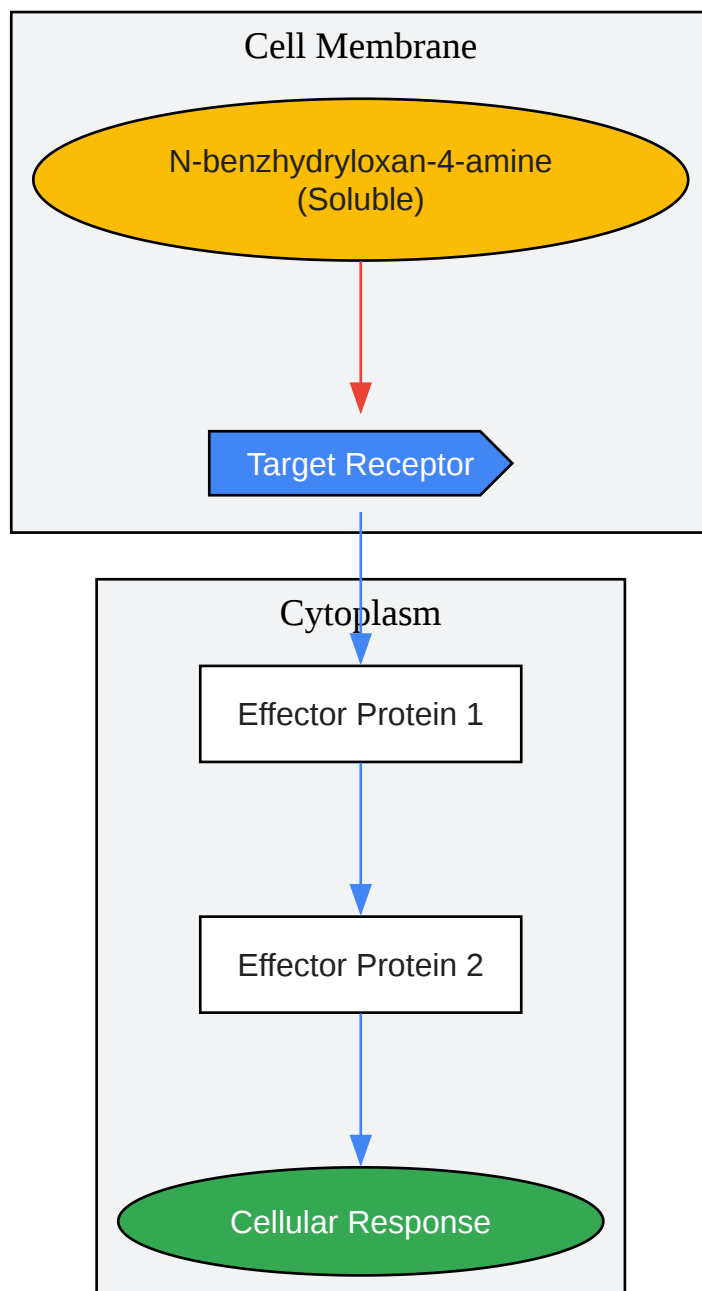 Cell Membrane
N-benzhydryloxan-4-amine
(Soluble)
Target Receptor
Cytoplasm
Effector Protein 1
Effector Protein 2
Cellular Response